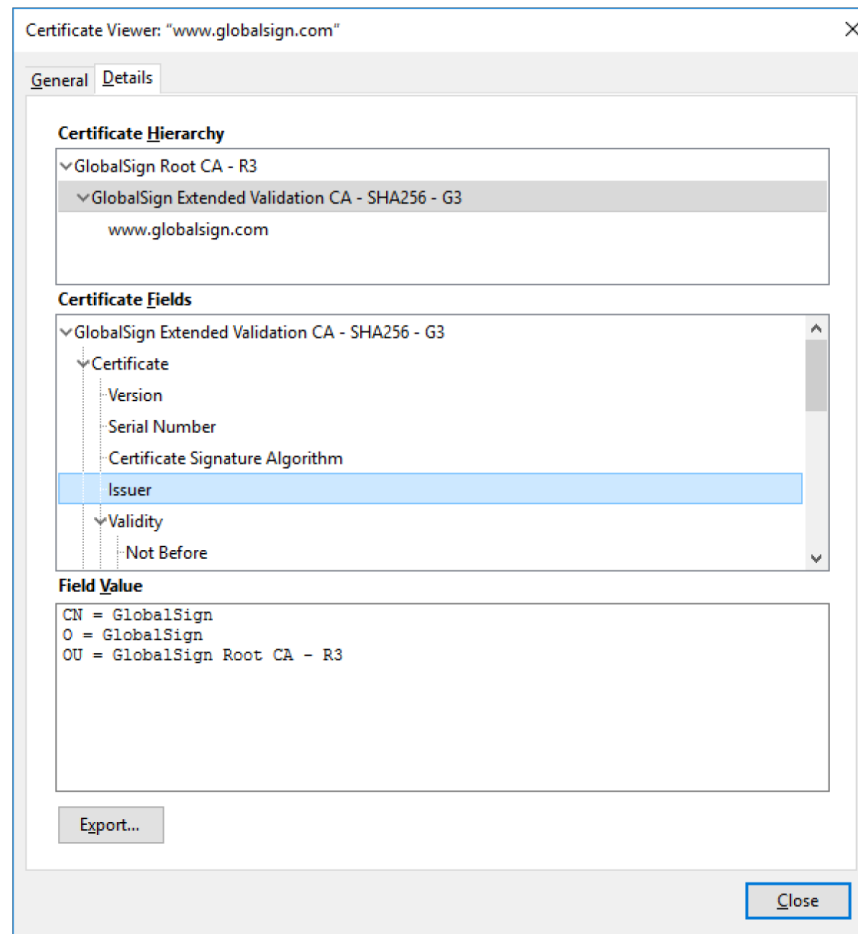 Certificate Viewer: “www.globalsign.com”
General Details
Certificate Hierarchy
GlobalSign Root CA - R3
GlobalSign Extended Validation CA - SHA256 - G3
www.globalsign.com
Certificate Fields
GlobalSign Extended Validation CA - SHA256 - G3
Certificate
Version
Serial Number
Certificate Signature Algorithm
Issuer
Validity
Not Before
Field Value
CN = GlobalSign
O = GlobalSign
OU = GlobalSign Root CA - R3
Export...
Close